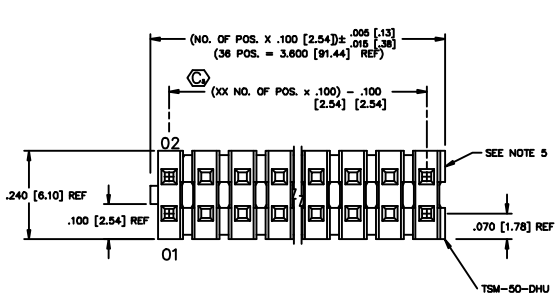 (NO. OF POS. X .100 [2.54])± .005 [.13]
.015 [.38]
(36 POS. = 3.600 [91.44] REF)
C
(XX NO. OF POS. x .100) - .100
[2.54] [2.54]
02
SEE NOTE 5
.240 [6.10] REF
.100 [2.54] REF
.070 [1.78] REF
01
TSM-50-DHU